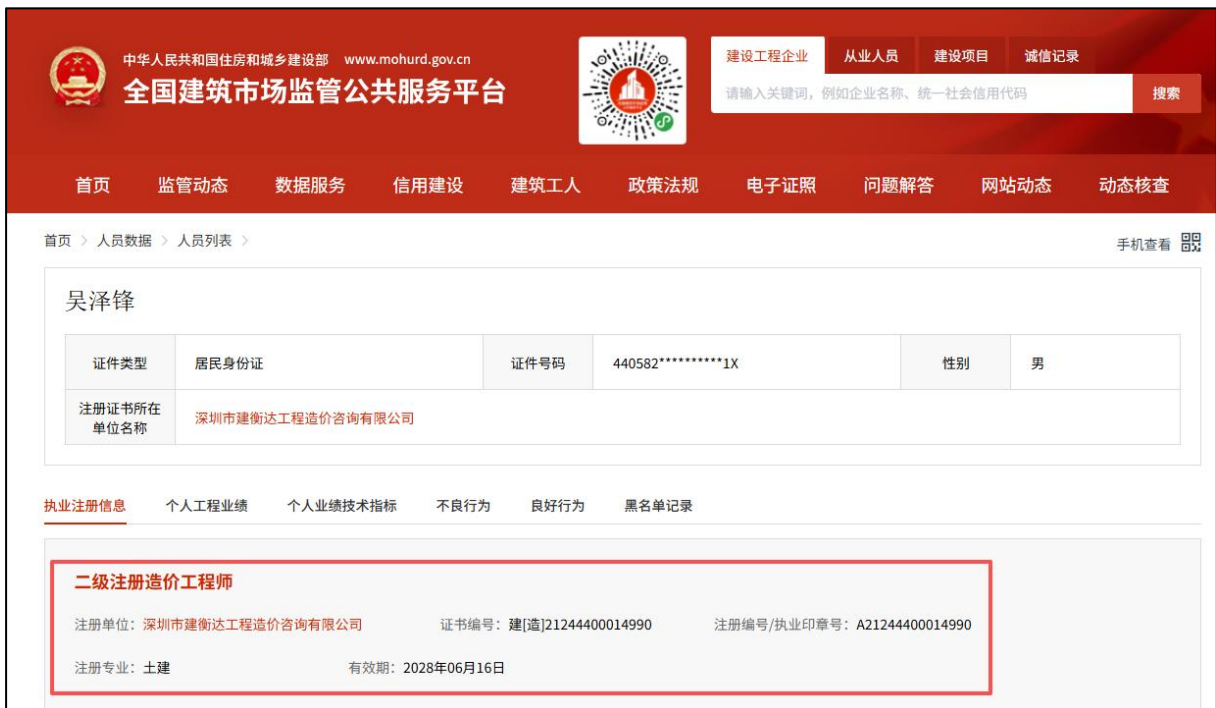 中华人民共和国住房和城乡建设部 www.mohurd.gov.cn
全国建筑市场监管公共服务平台
建设工程企业 从业人员 建设项目 诚信记录
请输入关键词，例如企业名称、统一社会信用代码 搜索
首页 监管动态 数据服务 信用建设 建筑工人 政策法规 电子证照 问题解答 网站动态 动态核查
首页 > 人员数据 > 人员列表 >
手机查看
吴泽锋
证件类型 居民身份证 证件号码 440582**********1X 性别 男
注册证书所在
单位名称
深圳市建衡达工程造价咨询有限公司
执业注册信息 个人工程业绩 个人业绩技术指标 不良行为 良好行为 黑名单记录
二级注册造价工程师
注册单位：深圳市建衡达工程造价咨询有限公司 证书编号：建[造]21244400014990 注册编号/执业印章号：A21244400014990
注册专业：土建 有效期：2028年06月16日